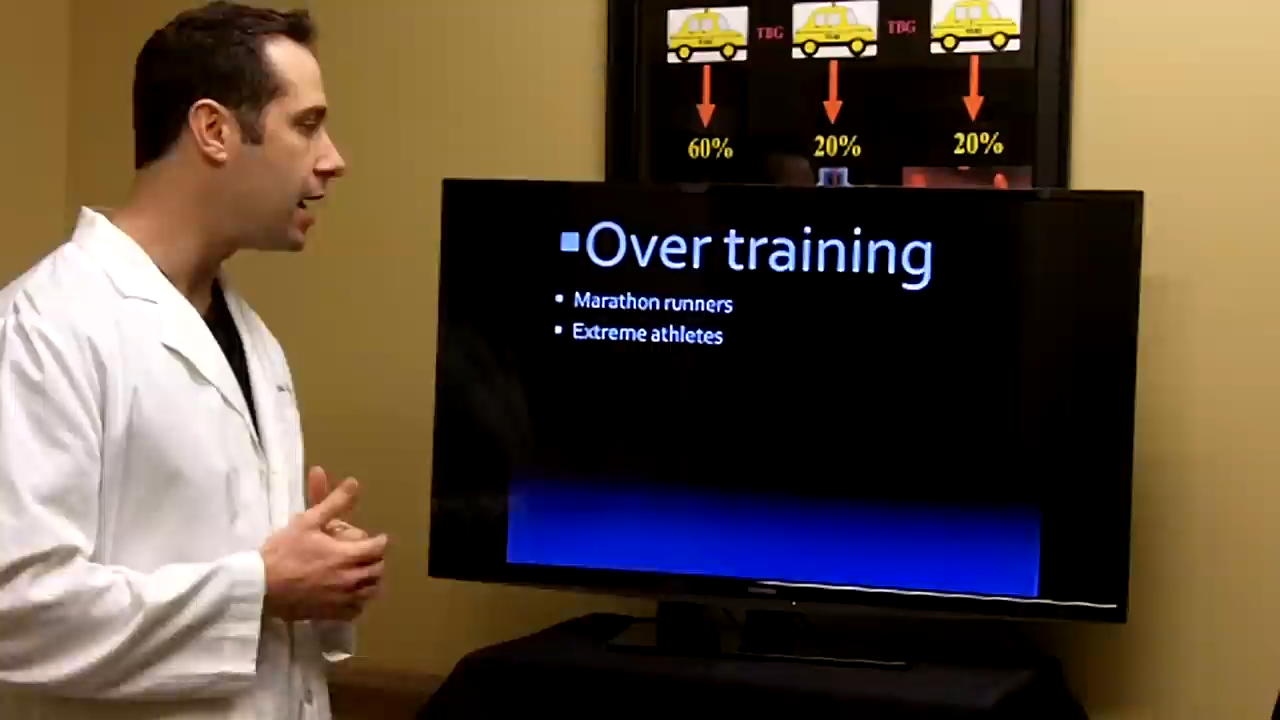 TBG TBG
60% 20% 20%
Over training
• Marathon runners
• Extreme athletes